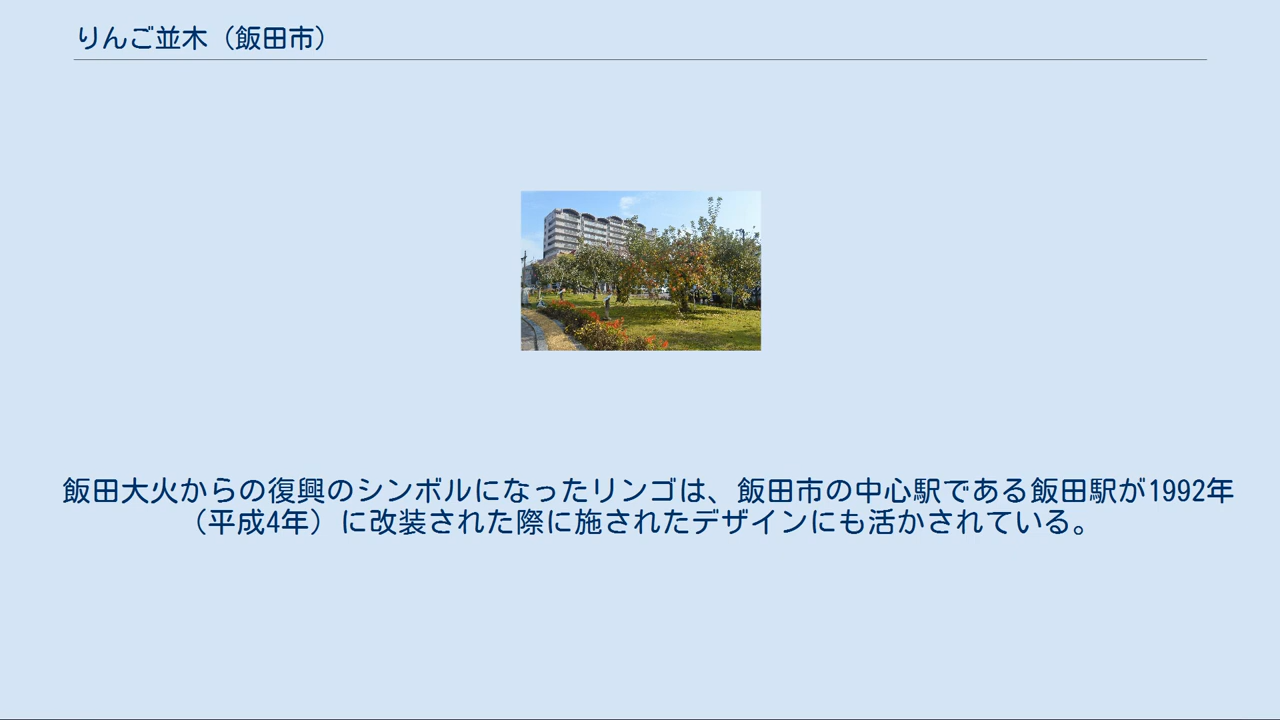 りんご並木（飯田市）
飯田大火からの復興のシンボルになったリンゴは、飯田市の中心駅である飯田駅が1992年
（平成4年）に改装された際に施されたデザインにも活かされている。